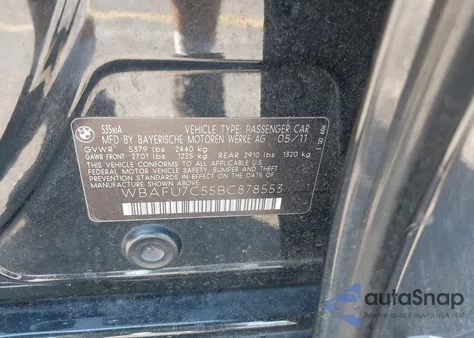 535xiA VEHICLE TYPE: PASSENGER CAR
MFD BY BAYERISCHE MOTOREN WERKE AG 05/11
GVWR 5379 lbs 2440 kg
GAWR FRONT 2701 lbs 1225 kg REAR 2910 lbs 1320 kg
THIS VEHICLE CONFORMS TO ALL APPLICABLE
U.S. FEDERAL MOTOR VEHICLE SAFETY, BUMPER, AND
THEFT PREVENTION STANDARDS IN EFFECT ON THE
DATE OF MANUFACTURE SHOWN ABOVE.
WBAFU7C55BC878553
autoSnap